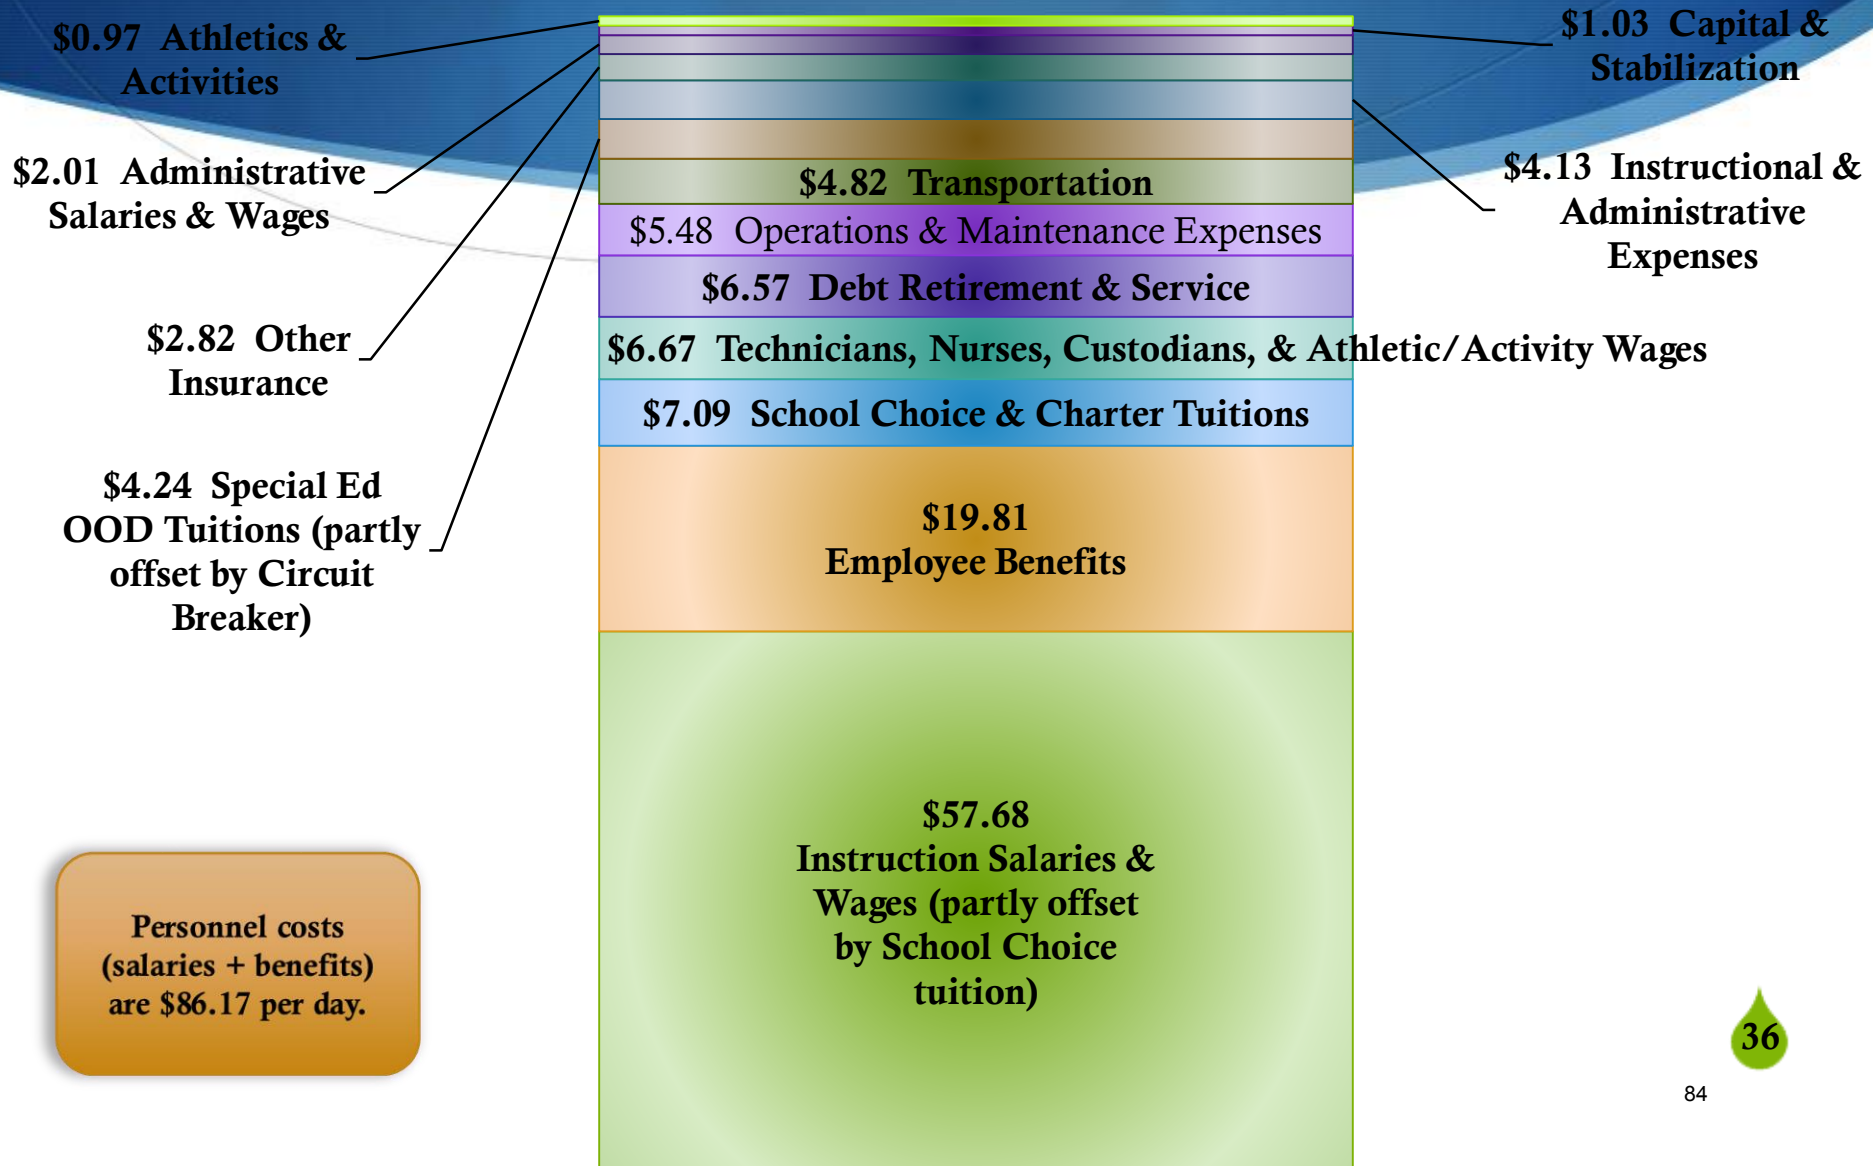 $0.97 Athletics &
Activities
$1.03 Capital &
Stabilization
$2.01 Administrative
Salaries & Wages
$4.13 Instructional &
Administrative
Expenses
$2.82 Other
Insurance
$4.24 Special Ed
OOD Tuitions (partly
offset by Circuit
Breaker)
$4.82 Transportation
$5.48 Operations & Maintenance Expenses
$6.57 Debt Retirement & Service
$6.67 Technicians, Nurses, Custodians, & Athletic/Activity Wages
$7.09 School Choice & Charter Tuitions
$19.81
Employee Benefits
$57.68
Instruction Salaries &
Wages (partly offset
by School Choice
tuition)
Personnel costs
(salaries + benefits)
are $86.17 per day.
36
84